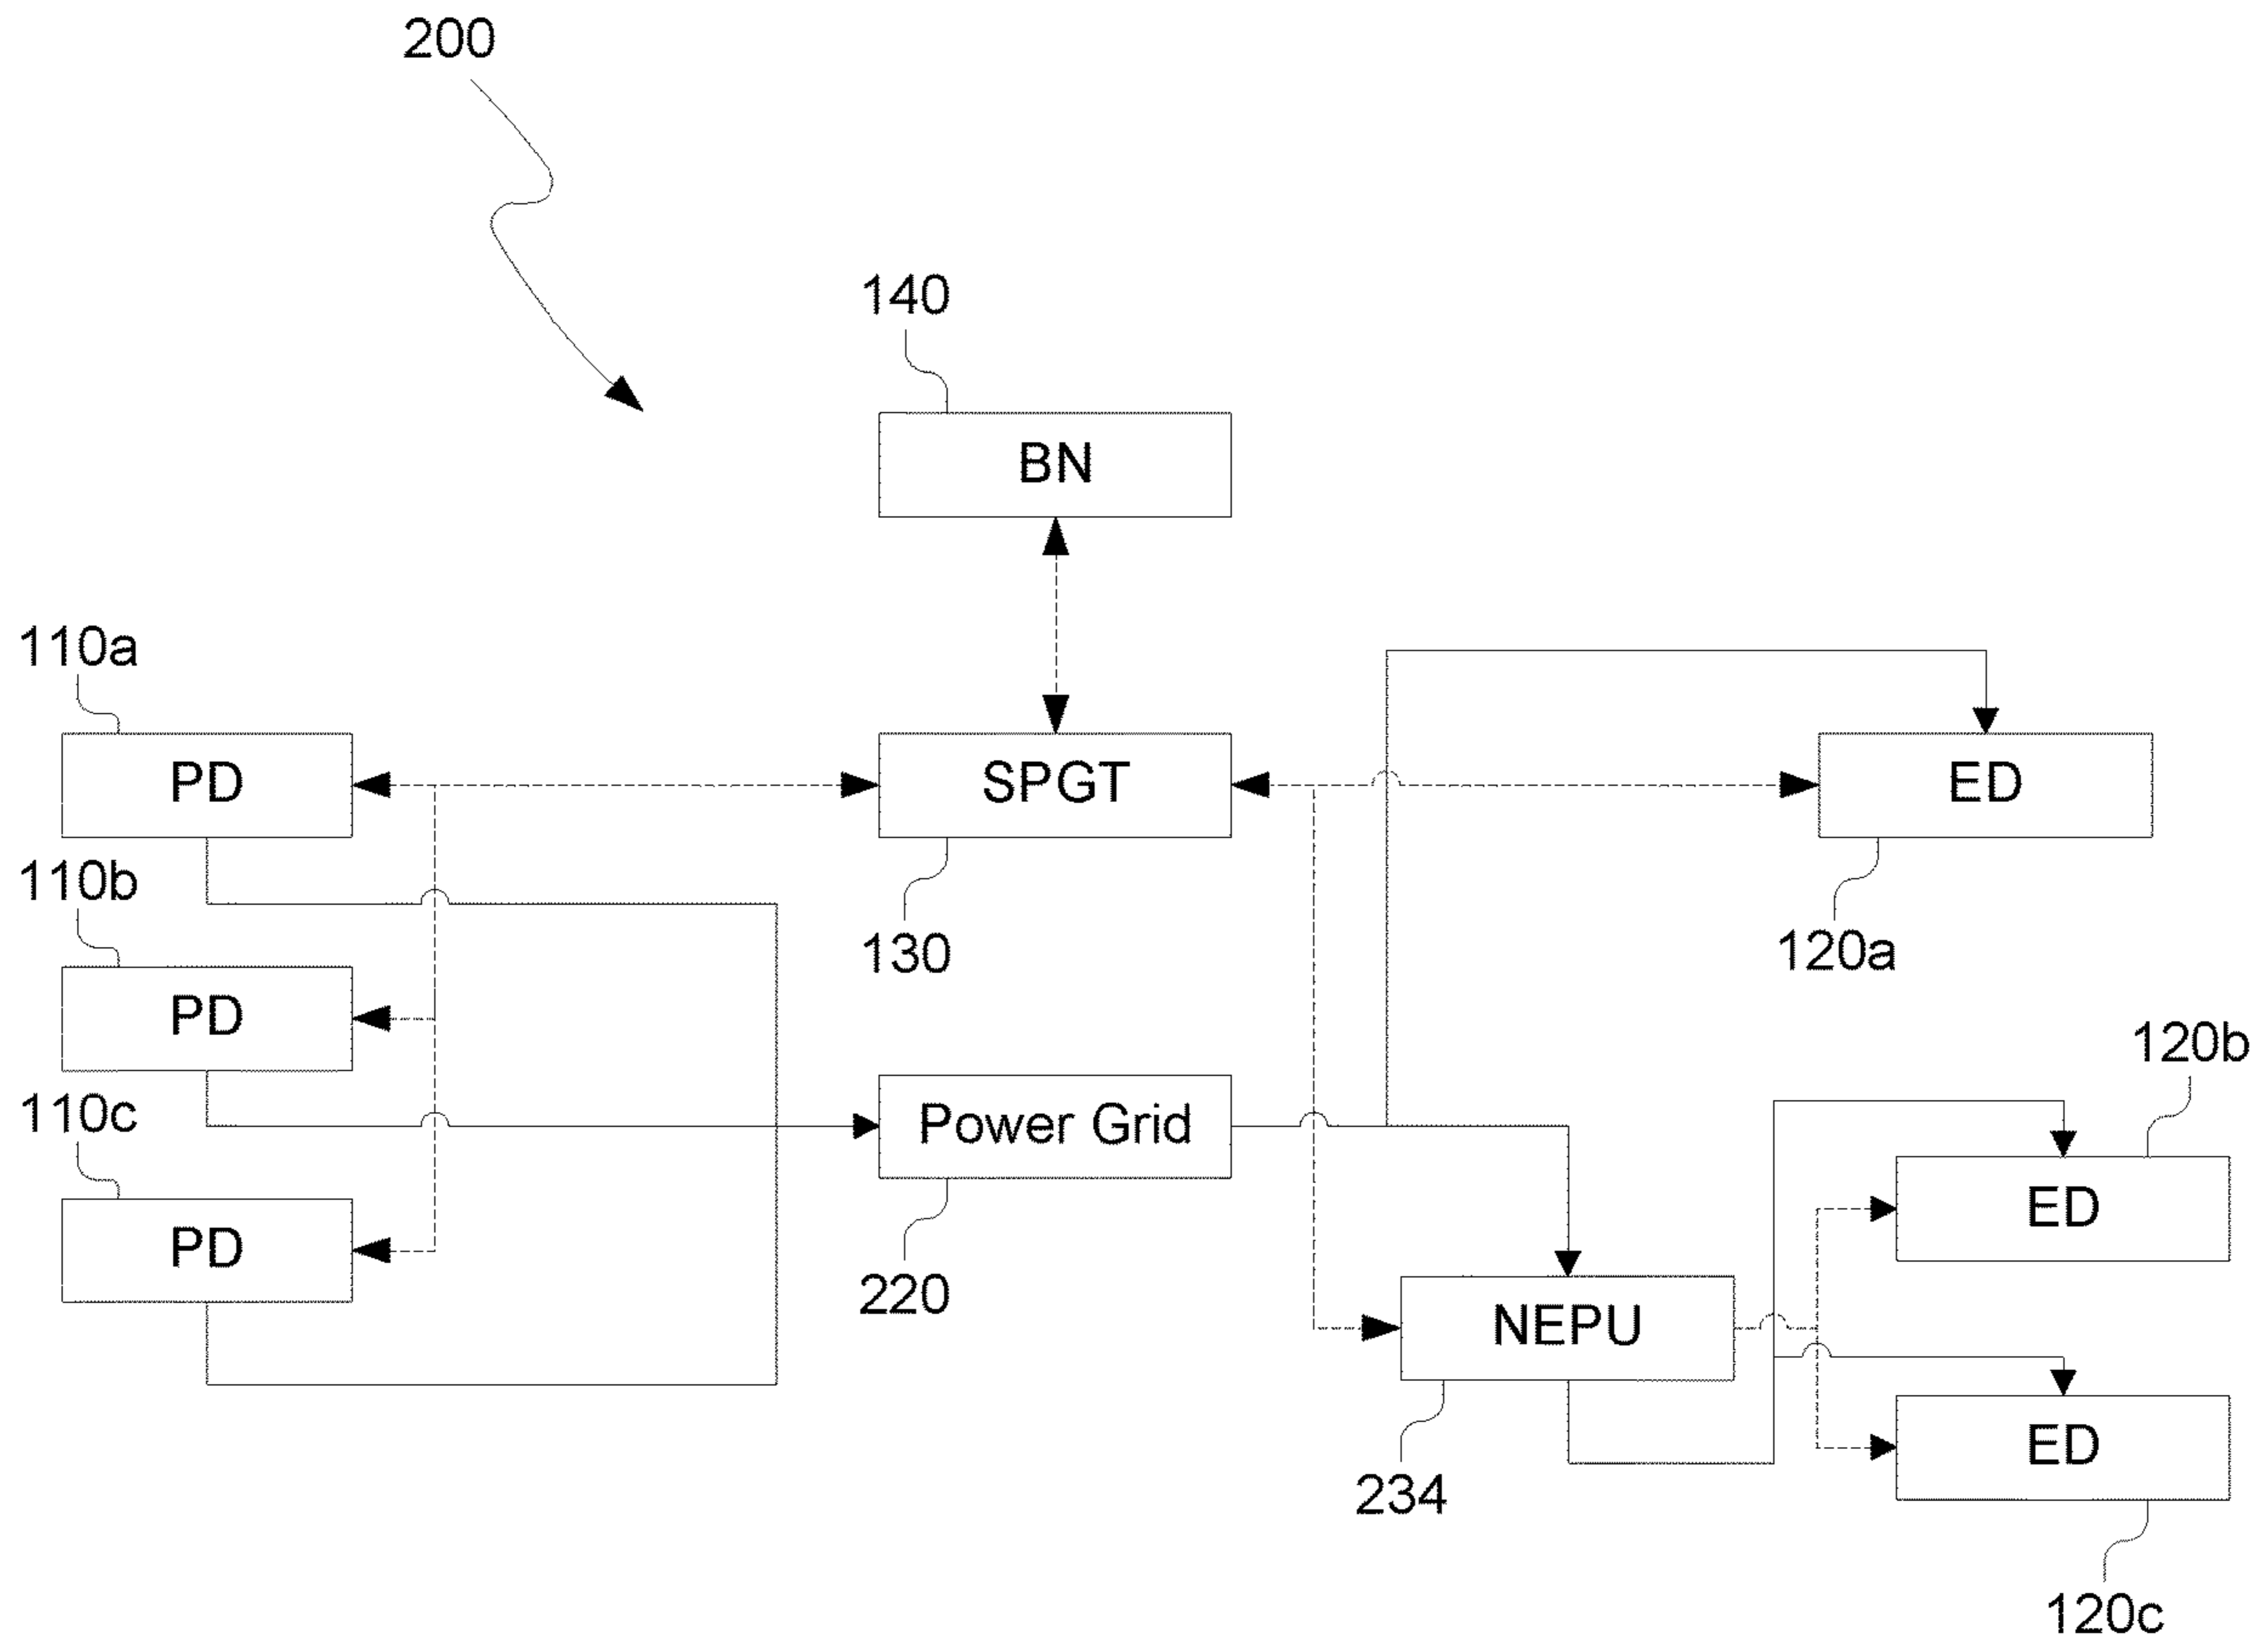 200
140
BN
110a
PD
SPGT
ED
110b
130
120a
PD
120b
110c
Power Grid
ED
PD
220
NEPU
ED
234
120c